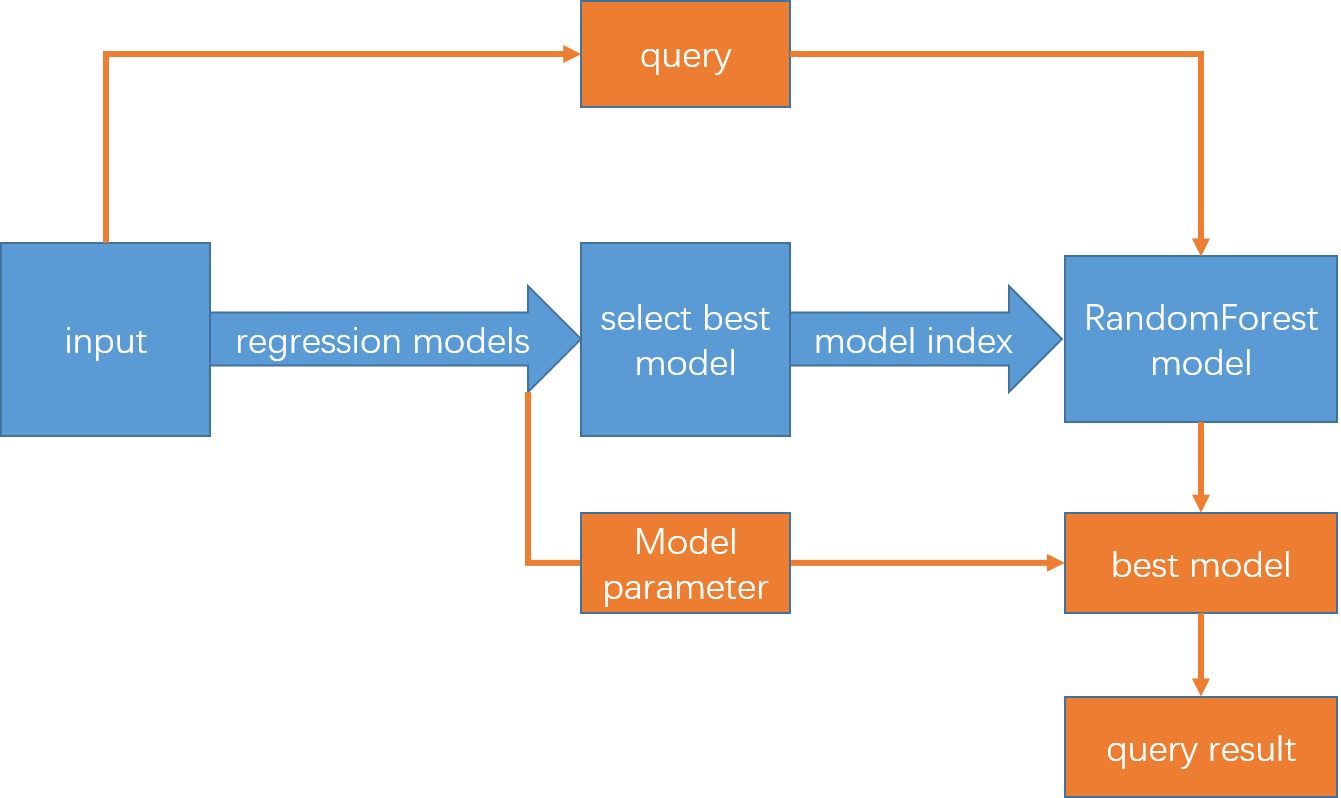 query
input
regression models
select best
model
model index
RandomForest
model
Model
parameter
best model
query result